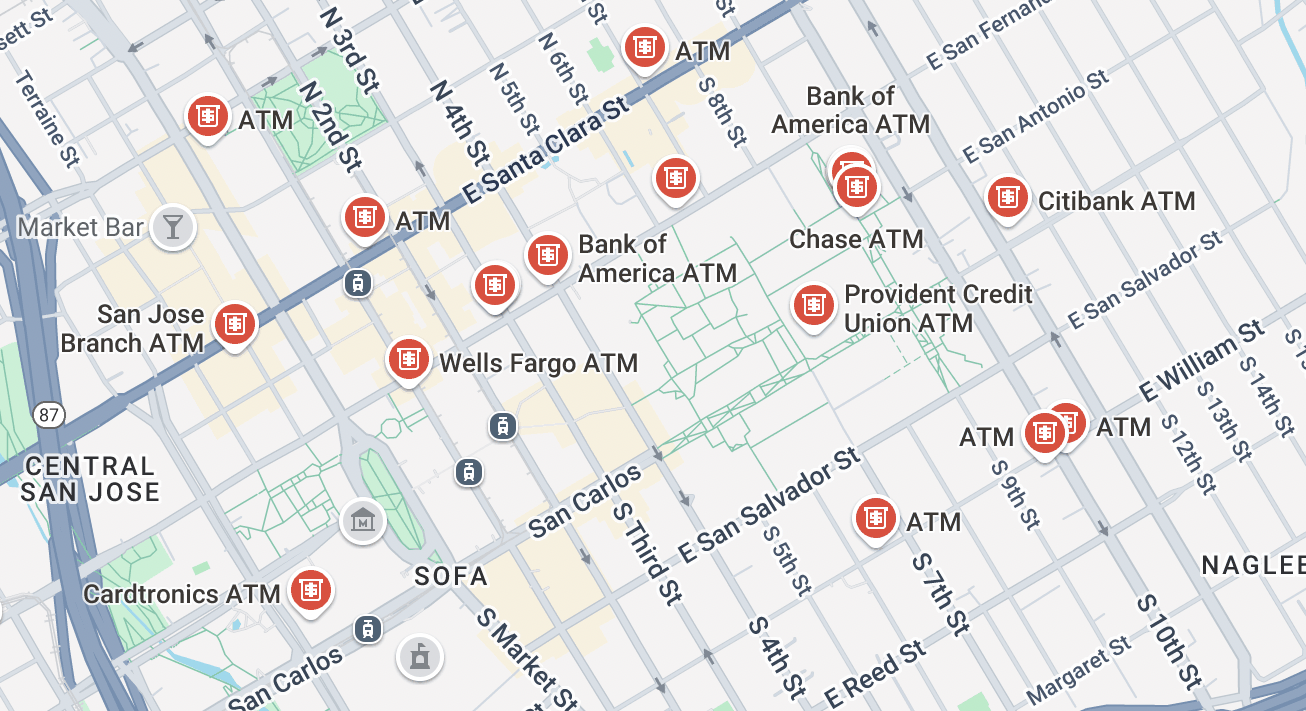 sett St
Terraine St
N 3rd St
N 2nd St
N 4th St
N 5th St
N 6th St
S 8th St
E Santa Clara St
E San Fernando
E San Antonio St
ATM
ATM
ATM
Bank of
America ATM
Chase ATM
Citibank ATM
Market Bar
Bank of
America ATM
San Jose
Branch ATM
Wells Fargo ATM
Provident Credit
Union ATM
E San Salvador St
E William St
87
CENTRAL
SAN JOSE
ATM
ATM
S 14th St
S 13th St
S 12th St
S 9th St
San Carlos
E San Salvador St
ATM
S Third St
S 5th St
S 7th St
SOFA
Cardtronics ATM
NAGLEE
S 10th St
S Market St
S 4th St
San Carlos
E Reed St
Margaret St